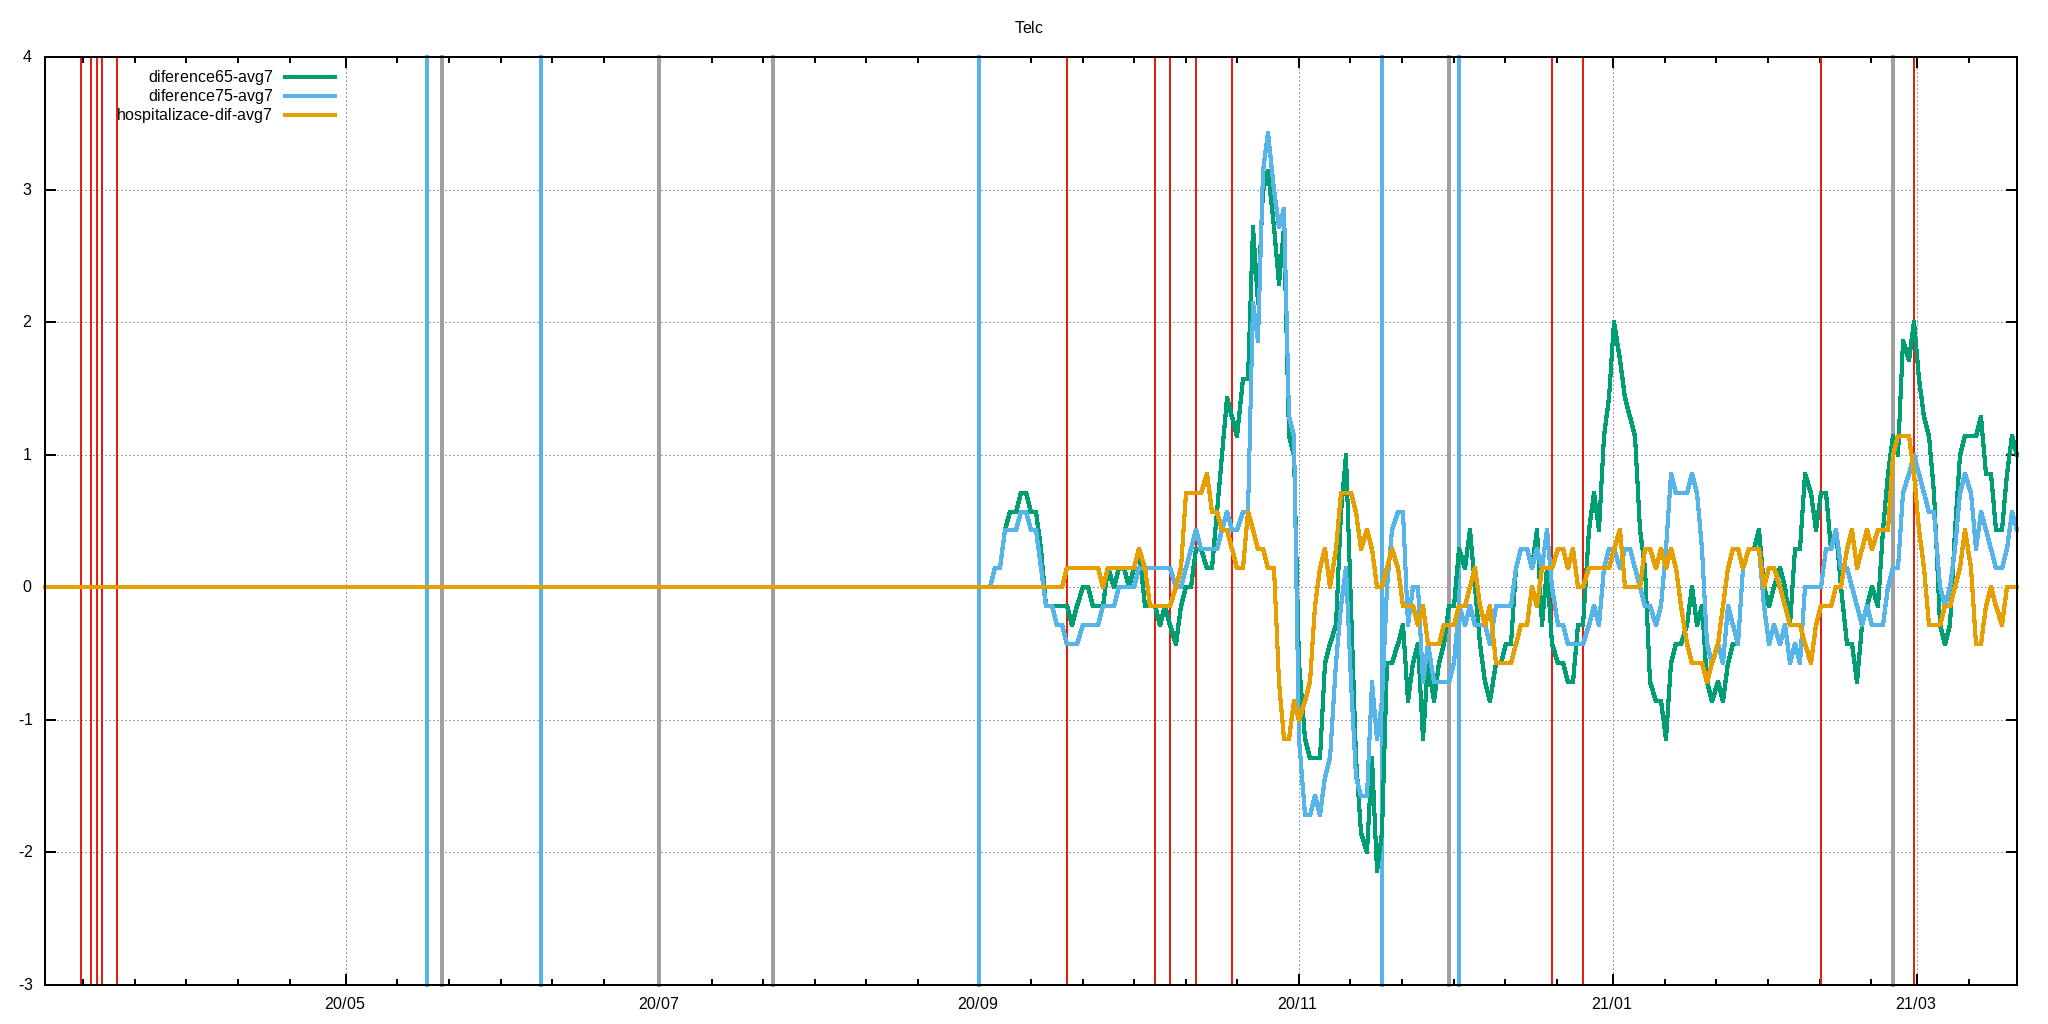 Telc
4
diference65-avg7
diference75-avg7
hospitalizace-dif-avg7
3
2
1
0
-1
-2
-3
20/05 20/07 20/09 20/11 21/01 21/03